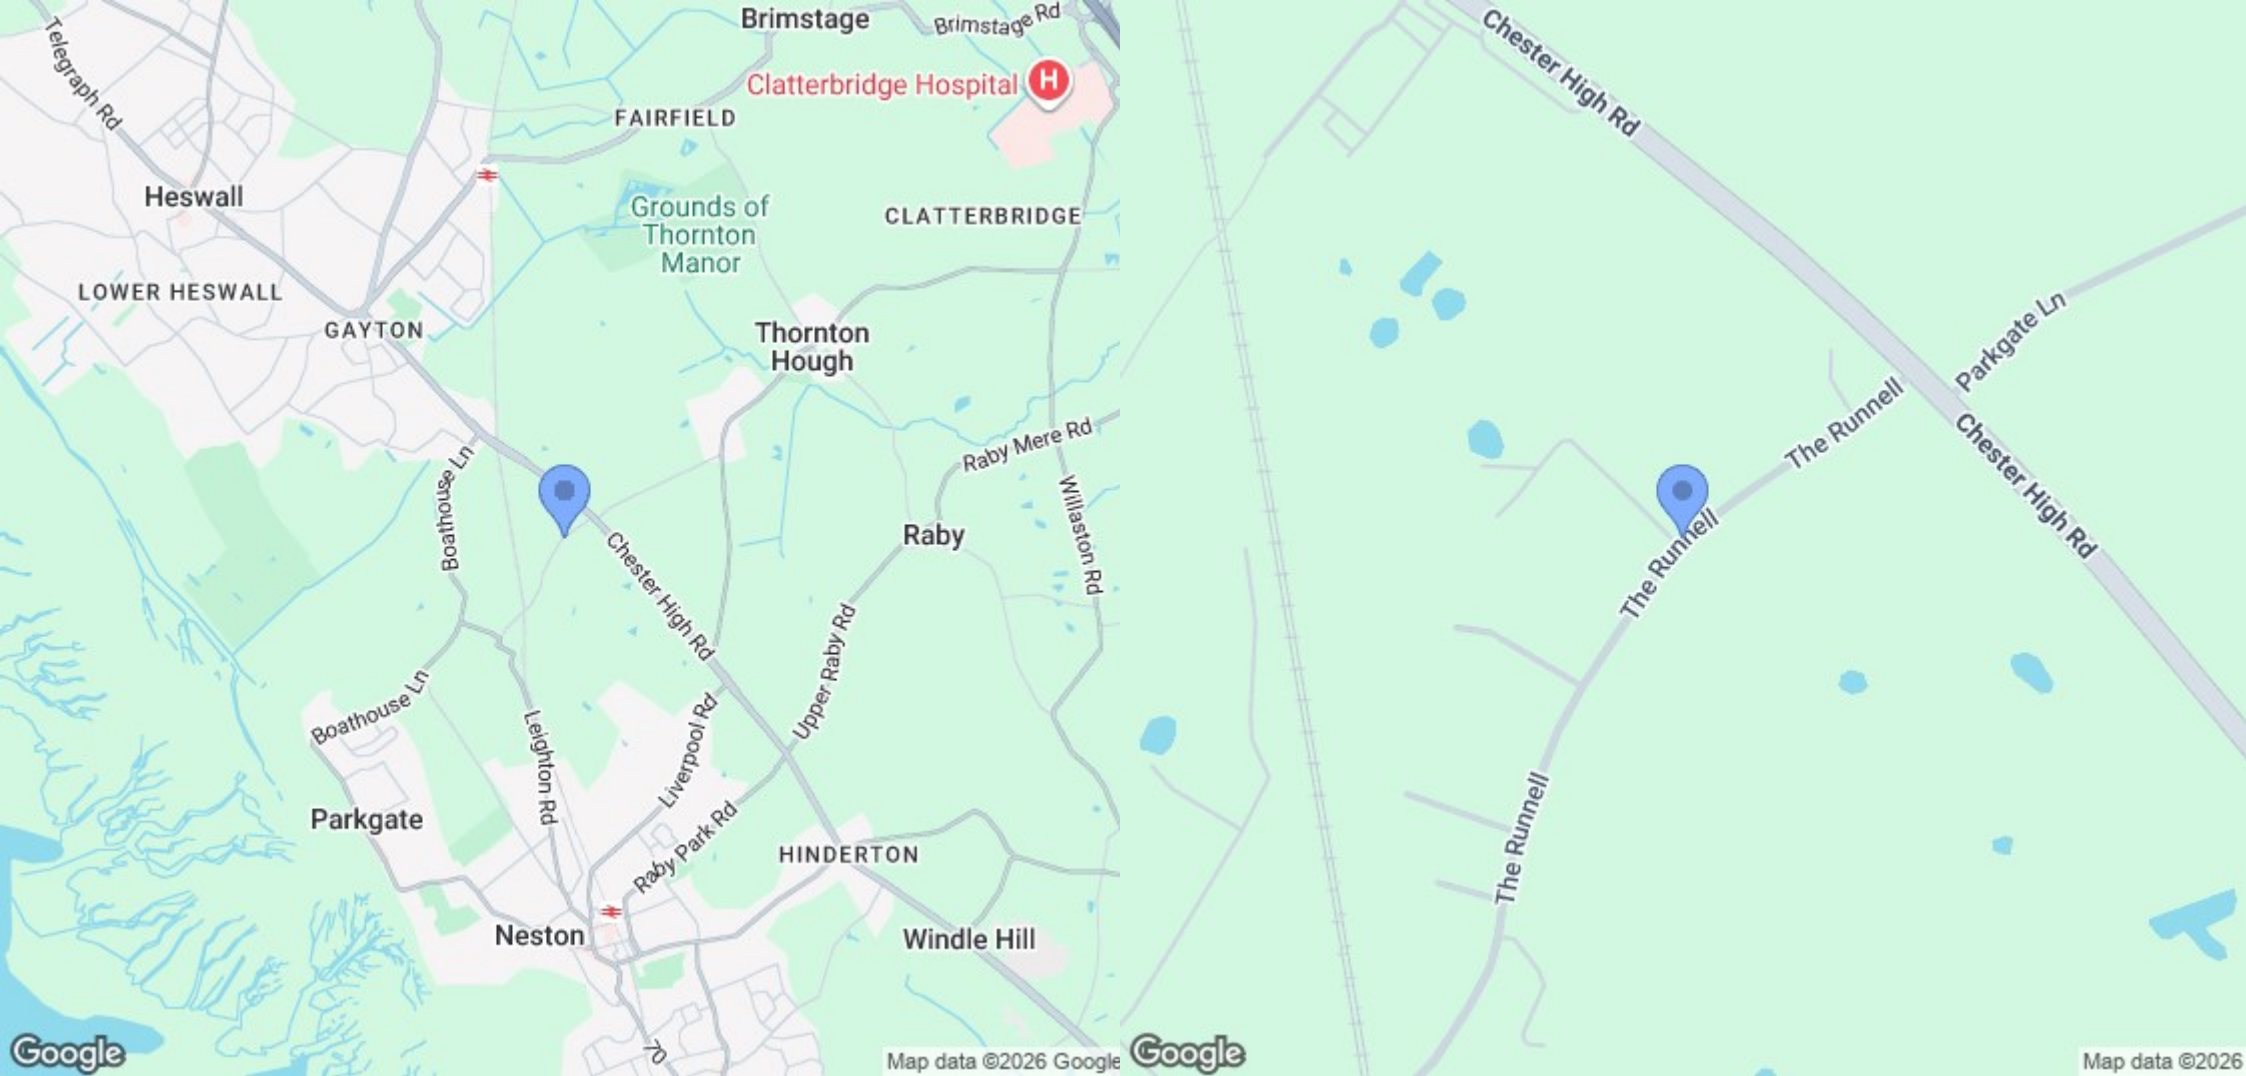 Brimstage
Brimstage Rd
Telegraph Rd
Clatterbridge Hospital
H
FAIRFIELD
Heswall
Grounds of
Thornton
Manor
CLATTERBRIDGE
LOWER HESWALL
GAYTON
Thornton
Hough
Raby Mere Rd
Boathouse Ln
Willaston Rd
Raby
Chester High Rd
Upper Raby Rd
Boathouse Ln
Leighton Rd
Liverpool Rd
Parkgate
Raby Park Rd
HINDERTON
Neston
Windle Hill
70
Google
Map data ©2026 Google
Chester High Rd
Parkgate Ln
The Runnell
Chester High Rd
The Runnell
The Runnell
Google
Map data ©2026